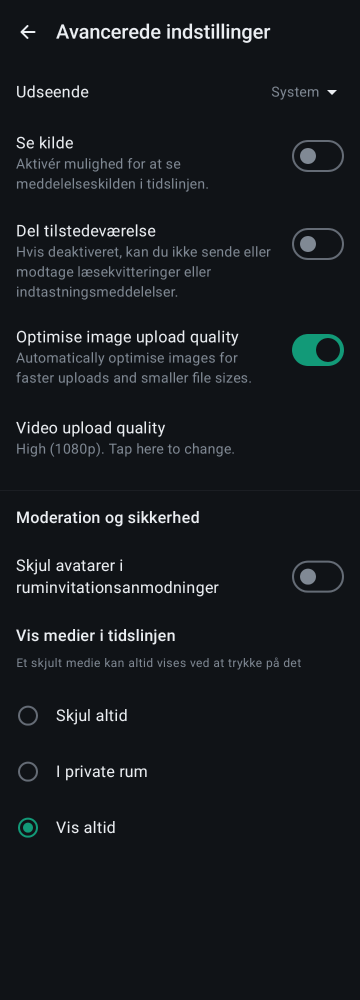 Avancerede indstillinger
Udseende
System
Se kilde
Aktivér mulighed for at se
meddelelseskilden i tidslinjen.
Del tilstedeværelse
Hvis deaktiveret, kan du ikke sende eller
modtage læsekvitteringer eller
indtastningsmeddelelser.
Optimise image upload quality
Automatically optimise images for
faster uploads and smaller file sizes.
Video upload quality
High (1080p). Tap here to change.
Moderation og sikkerhed
Skjul avatarer i
ruminvitationsanmodninger
Vis medier i tidslinjen
Et skjult medie kan altid vises ved at trykke på det
Skjul altid
I private rum
Vis altid